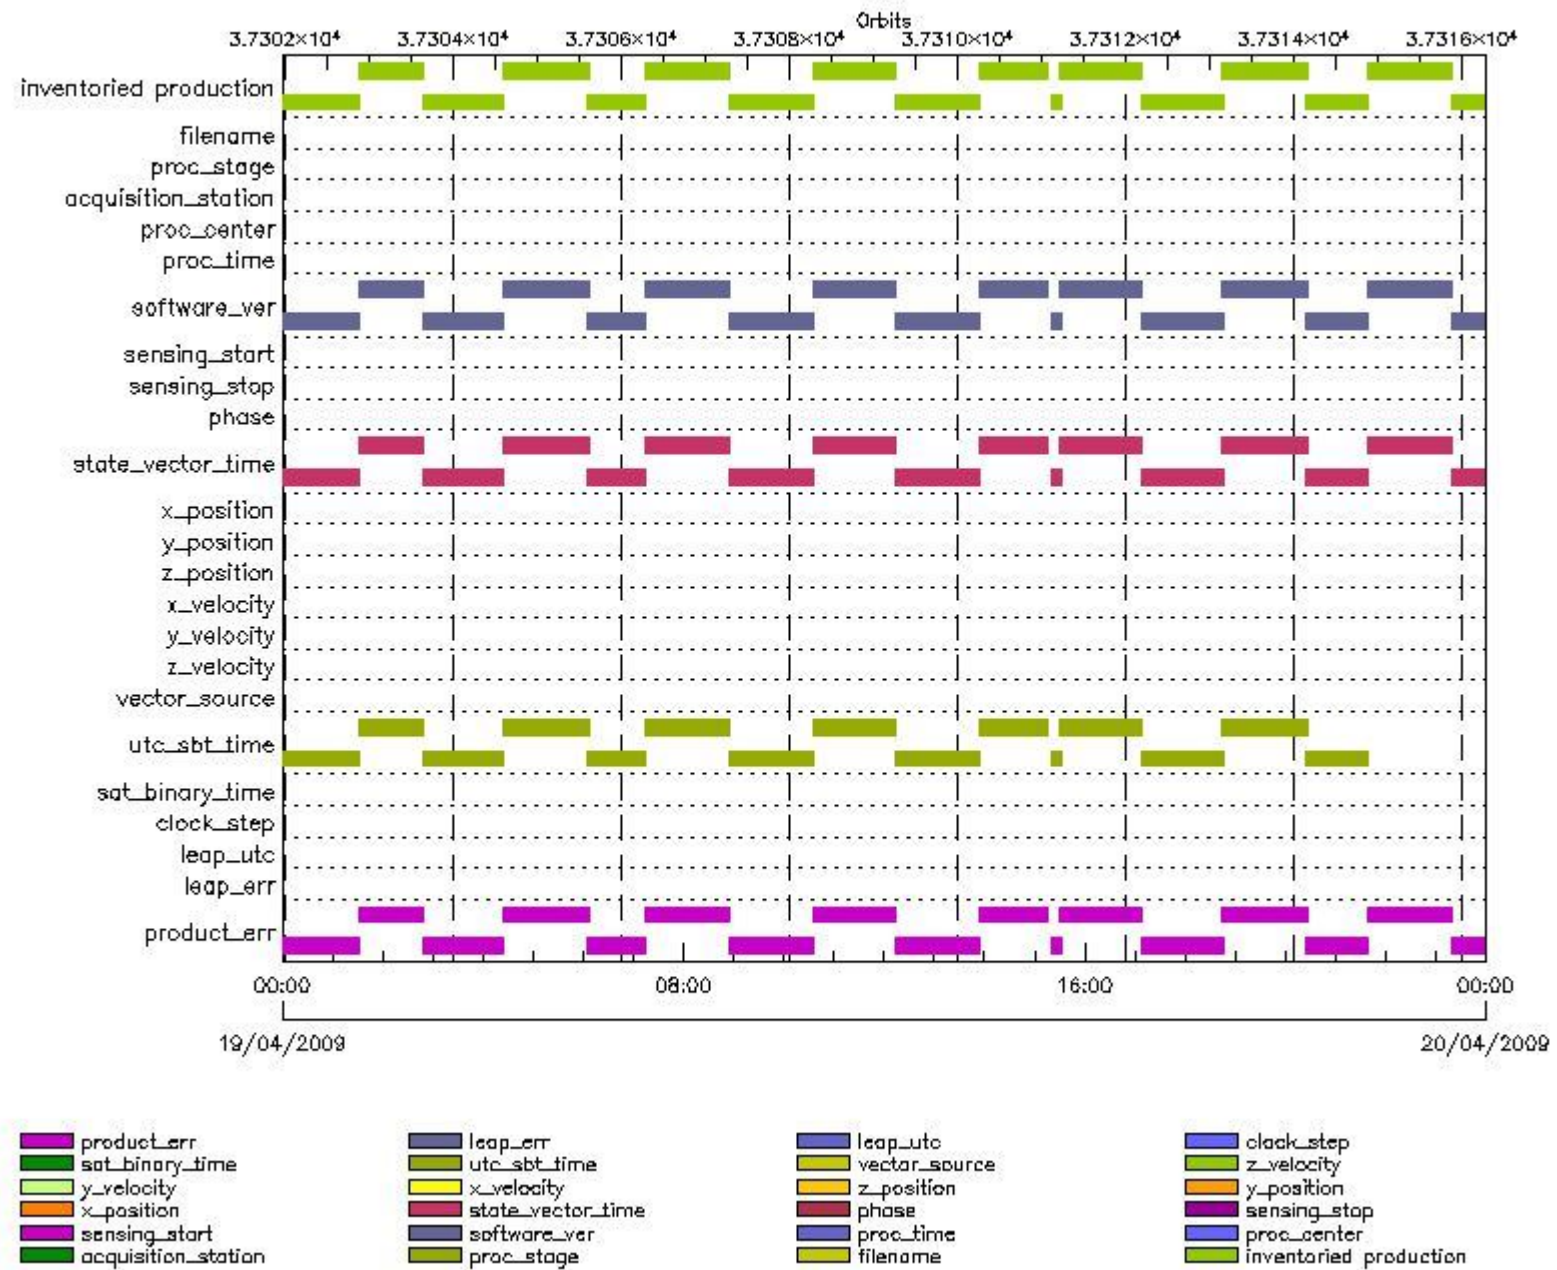 Orbits
3.7302×10⁴ 3.7304×10⁴ 3.7306×10⁴ 3.7308×10⁴ 3.7310×10⁴ 3.7312×10⁴ 3.7314×10⁴ 3.7316×10⁴
inventoried production
filename
proc_stage
acquisition_station
proc_center
proc_time
software_ver
sensing_start
sensing_stop
phase
state_vector_time
x_position
y_position
z_position
x_velocity
y_velocity
z_velocity
vector_source
utc_sbt_time
sat_binary_time
clock_step
leap_utc
leap_err
product_err
00:00 08:00 16:00 00:00
19/04/2009 20/04/2009
product_err leap_err leap_utc clock_step
sat_binary_time utc_sbt_time vector_source z_velocity
y_velocity x_velocity z_position y_position
x_position state_vector_time phase sensing_stop
sensing_start software_ver proc_time proc_center
acquisition_station proc_stage filename inventoried production